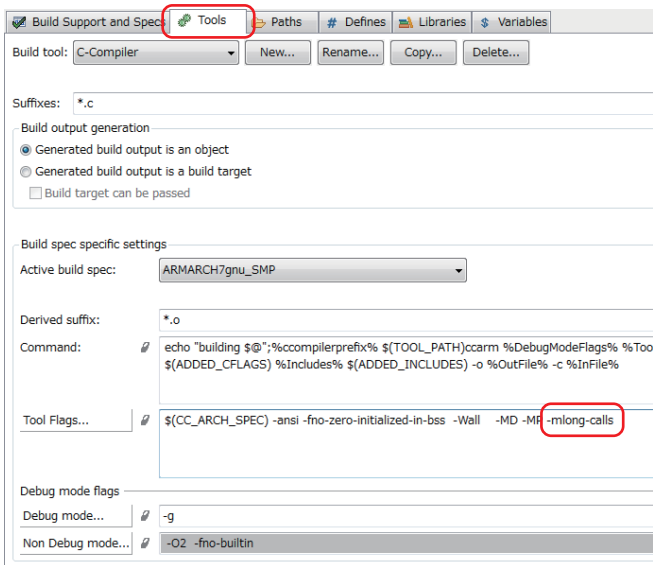 Build Support and Specs Tools Paths # Defines Libraries $ Variables
Build tool: C-Compiler New... Rename... Copy... Delete...
Suffixes: *.c
Build output generation
Generated build output is an object
Generated build output is a build target
Build target can be passed
Build spec specific settings
Active build spec: ARMARCH7gnu_SMP
Derived suffix: *.o
Command: echo "building $@";%ccompilerprefix% $(TOOL_PATH)ccarm %DebugModeFlags% %Too
$(ADDED_CFLAGS) %Includes% $(ADDED_INCLUDES) -o %OutFile% -c %InFile%
Tool Flags... $(CC_ARCH_SPEC) -ansi -fno-zero-initialized-in-bss -Wall -MD -MP -mlong-calls
Debug mode flags
Debug mode... -g
Non Debug mode... -O2 -fno-builtin